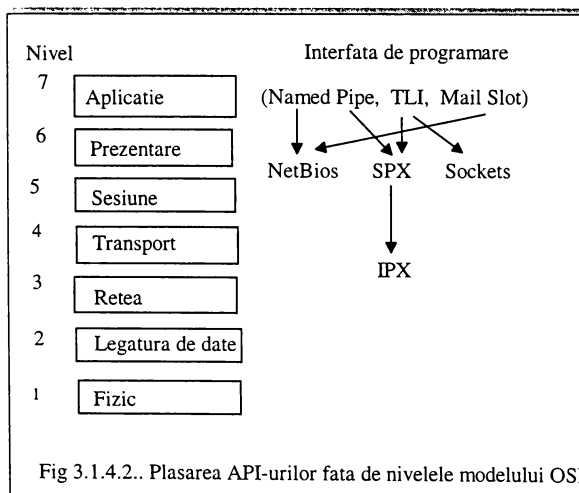 Nivel Interfata de programare
7 Aplicatie (Named Pipe, TLI, Mail Slot)
6 Prezentare
NetBios SPX Sockets
5 Sesiune
4 Transport
IPX
3 Retea
2 Legatura de date
1 Fizic
Fig 3.1.4.2.. Plasarea API-urilor fata de nivelele modelului OSI